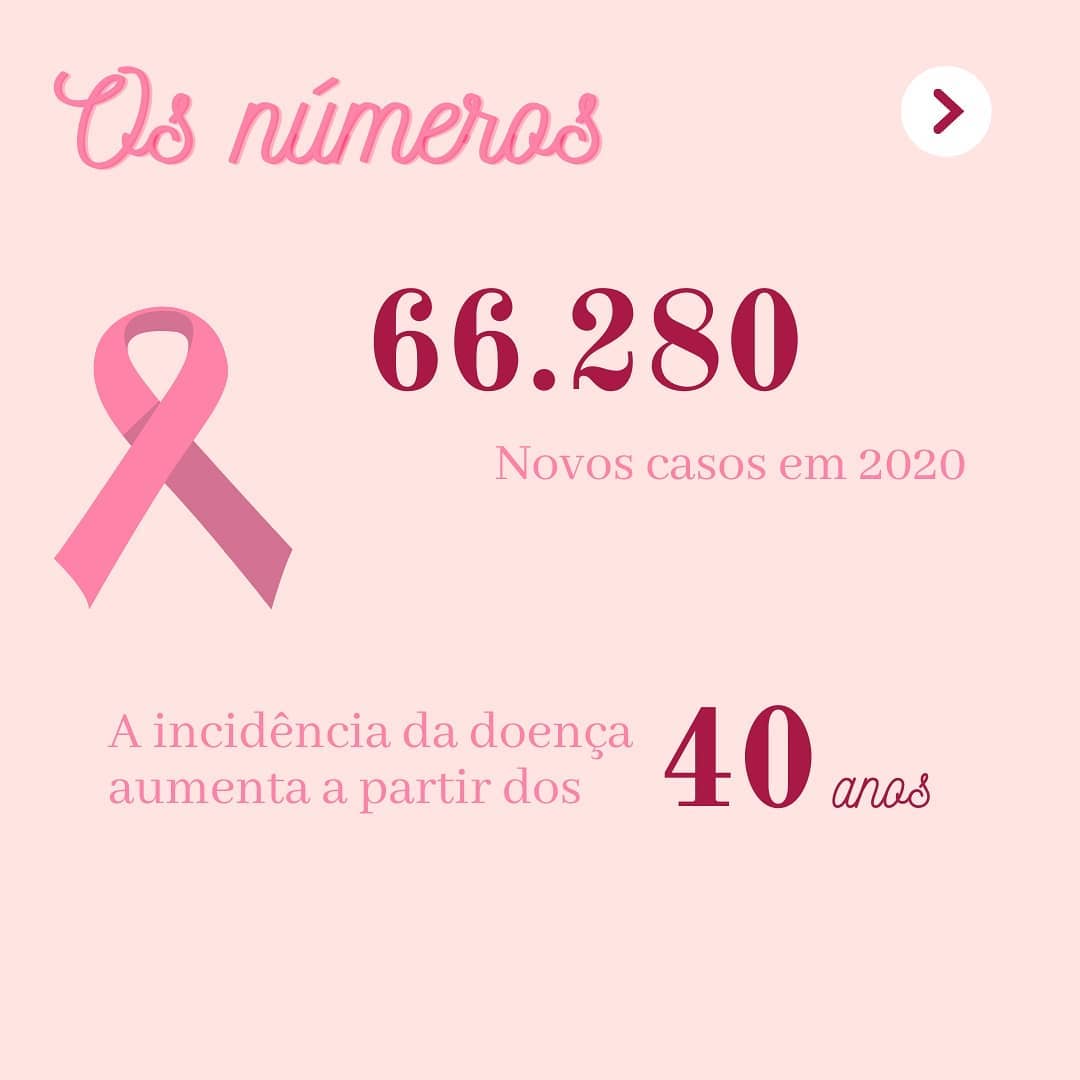 Os números
66.280
Novos casos em 2020
A incidência da doença
aumenta a partir dos
40 anos